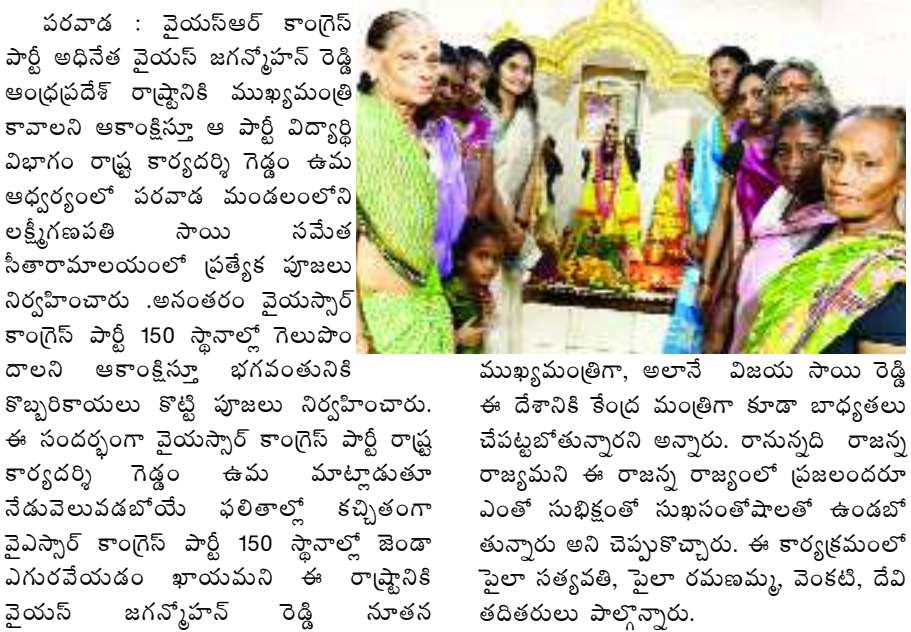 పరవాడ : వైయస్ఆర్ కాంగ్రెస్
పార్టీ అధినేత వైయస్ జగన్మోహన్ రెడ్డి
ఆంధ్రప్రదేశ్ రాష్ట్రానికి ముఖ్యమంత్రి
కావాలని ఆకాంక్షిస్తూ ఆ పార్టీ విద్యార్థి
విభాగం రాష్ట్ర కార్యదర్శి గెడ్డం ఉమ
ఆధ్వర్యంలో పరవాడ మండలంలోని
లక్ష్మీగణపతి సాయి సమేత
సీతారామాలయంలో ప్రత్యేక పూజలు
నిర్వహించారు .అనంతరం వైయస్సార్
కాంగ్రెస్ పార్టీ 150 స్థానాల్లో గెలుపొం
దాలని ఆకాంక్షిస్తూ భగవంతునికి
కొబ్బరికాయలు కొట్టి పూజలు నిర్వహించారు.
ఈ సందర్భంగా వైయస్సార్ కాంగ్రెస్ పార్టీ రాష్ట్ర
కార్యదర్శి గెడ్డం ఉమ మాట్లాడుతూ
నేడువెలువడబోయే ఫలితాల్లో కచ్చితంగా
వైఎస్సార్ కాంగ్రెస్ పార్టీ 150 స్థానాల్లో జెండా
ఎగురవేయడం ఖాయమని ఈ రాష్ట్రానికి
వైయస్ జగన్మోహన్ రెడ్డి నూతన
ముఖ్యమంత్రిగా, అలానే విజయ సాయి రెడ్డి
ఈ దేశానికి కేంద్ర మంత్రిగా కూడా బాధ్యతలు
చేపట్టబోతున్నారని అన్నారు. రానున్నది రాజన్న
రాజ్యమని ఈ రాజన్న రాజ్యంలో ప్రజలందరూ
ఎంతో సుభిక్షంతో సుఖసంతోషాలతో ఉండబో
తున్నారు అని చెప్పుకొచ్చారు. ఈ కార్యక్రమంలో
పైలా సత్యవతి, పైలా రమణమ్మ, వెంకటి, దేవి
తదితరులు పాల్గొన్నారు.